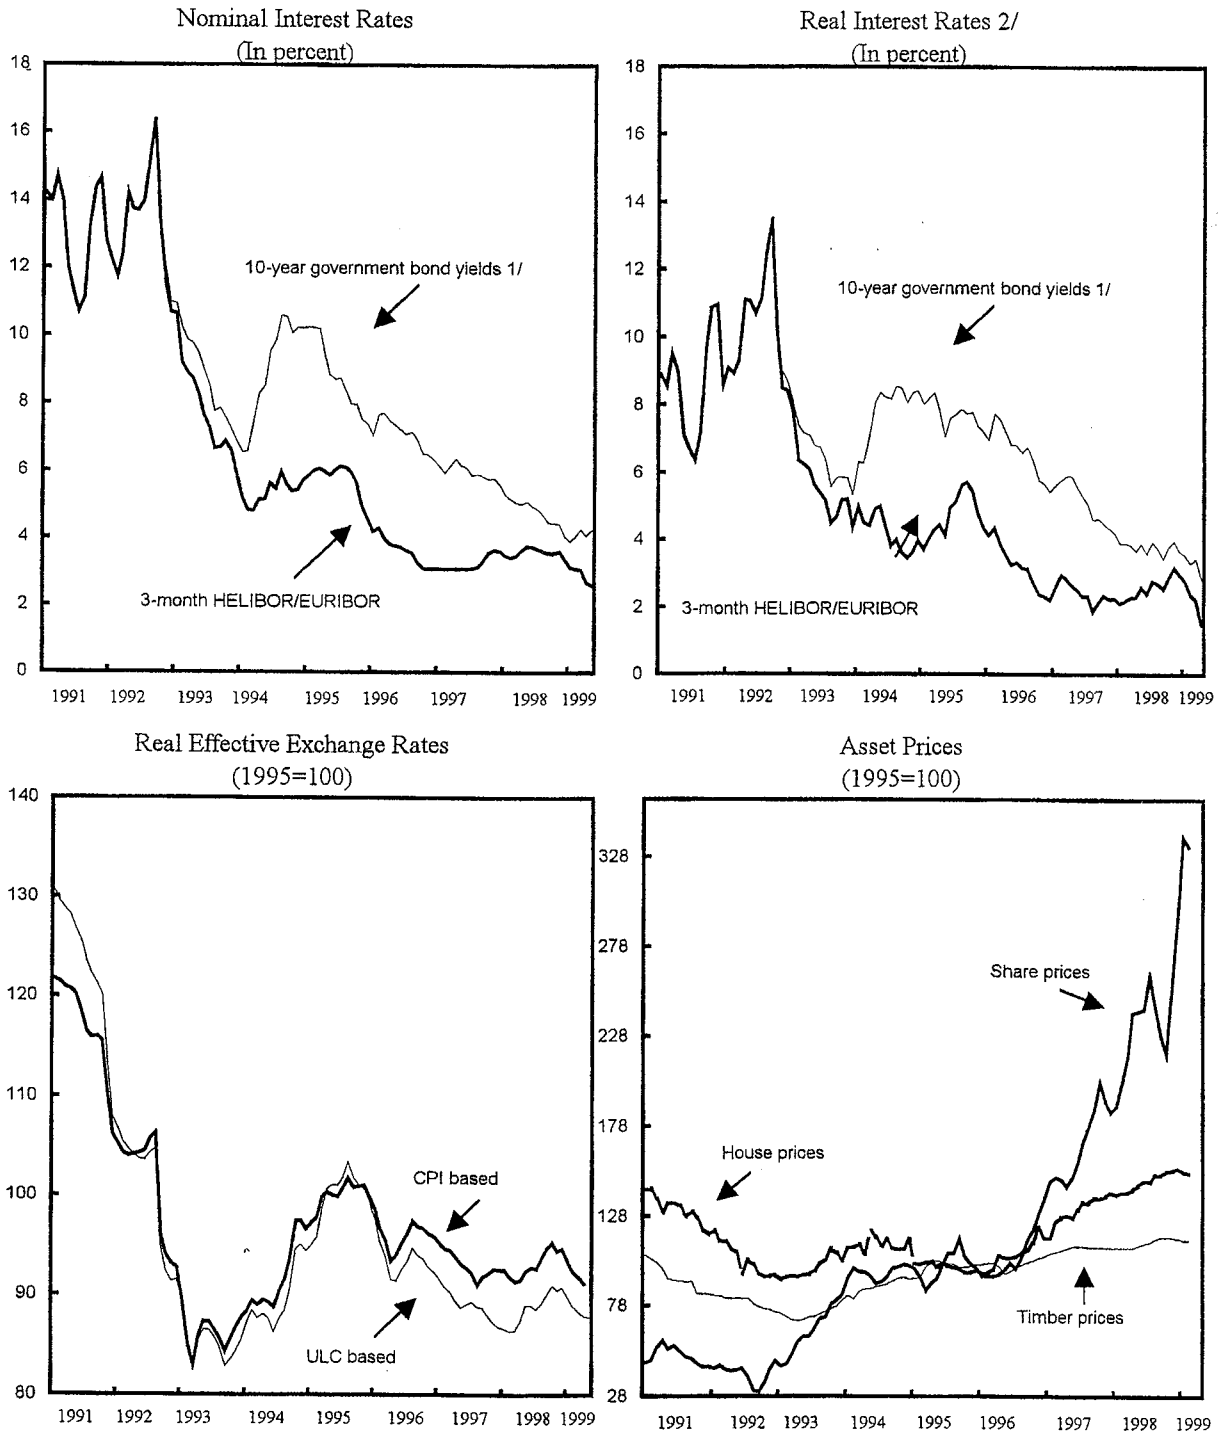 Nominal Interest Rates
(In percent)
18
16
14
12
10
8
6
4
2
0
10-year government bond yields 1/
3-month HELIBOR/EURIBOR
1991 1992 1993 1994 1995 1996 1997 1998 1999
Real Interest Rates 2/
(In percent)
18
16
14
12
10
8
6
4
2
0
10-year government bond yields 1/
3-month HELIBOR/EURIBOR
1991 1992 1993 1994 1995 1996 1997 1998 1999
Real Effective Exchange Rates
(1995=100)
140
130
120
110
100
90
80
CPI based
ULC based
1991 1992 1993 1994 1995 1996 1997 1998 1999
Asset Prices
(1995=100)
328
278
228
178
128
78
28
Share prices
House prices
Timber prices
1991 1992 1993 1994 1995 1996 1997 1998 1999